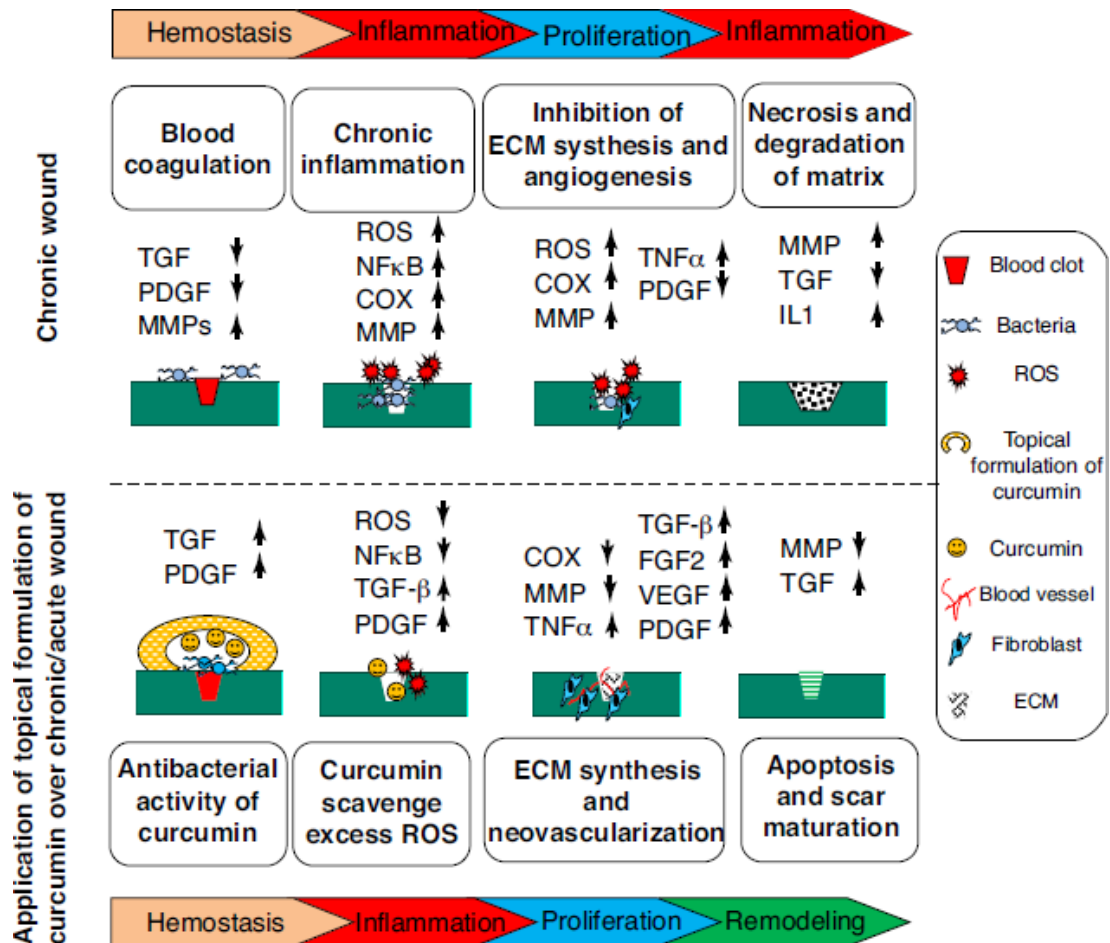 Hemostasis
Inflammation
Proliferation
Inflammation
Chronic wound
Blood
coagulation
Chronic
inflammation
Inhibition of
ECM systhesis and
angiogenesis
Necrosis and
degradation
of matrix
TGF
PDGF
MMPs
ROS
NFκB
COX
MMP
ROS
COX
MMP
TNFα
PDGF
MMP
TGF
IL1
Blood clot
Bacteria
ROS
Topical
formulation of
curcumin
Curcumin
Blood vessel
Fibroblast
ECM
Application of topical formulation of
curcumin over chronic/acute wound
TGF
PDGF
ROS
NFκB
TGF-β
PDGF
COX
MMP
TNFα
TGF-β
FGF2
VEGF
PDGF
MMP
TGF
Antibacterial
activity of
curcumin
Curcumin
scavenge
excess ROS
ECM synthesis
and
neovascularization
Apoptosis
and scar
maturation
Hemostasis
Inflammation
Proliferation
Remodeling